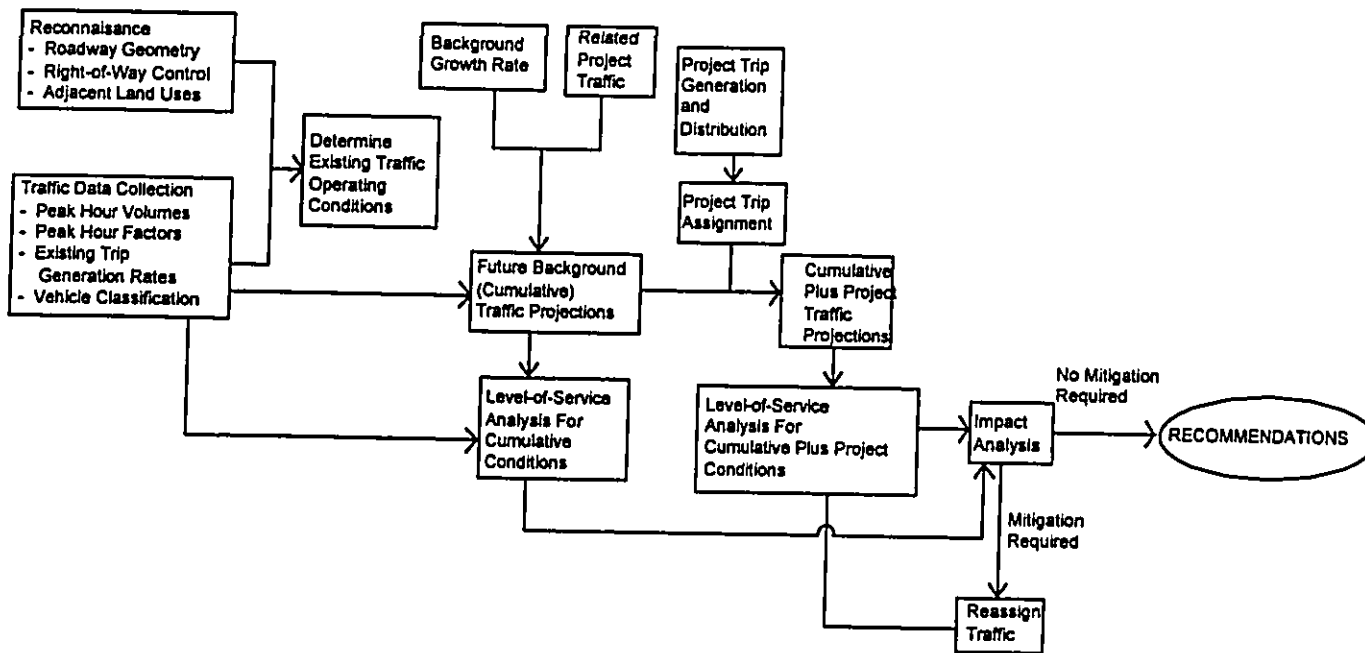 Reconnaisance
- Roadway Geometry
- Right-of-Way Control
- Adjacent Land Uses
Background
Growth Rate
Related
Project
Traffic
Project Trip
Generation
and
Distribution
Determine
Existing Traffic
Operating
Conditions
Traffic Data Collection
- Peak Hour Volumes
- Peak Hour Factors
- Existing Trip
Generation Rates
- Vehicle Classification
Project Trip
Assignment
Future Background
(Cumulative)
Traffic Projections
Cumulative
Plus Project
Traffic
Projections
Level-of-Service
Analysis For
Cumulative
Conditions
Level-of-Service
Analysis For
Cumulative Plus Project
Conditions
Impact
Analysis
No Mitigation
Required
RECOMMENDATIONS
Mitigation
Required
Reassign
Traffic